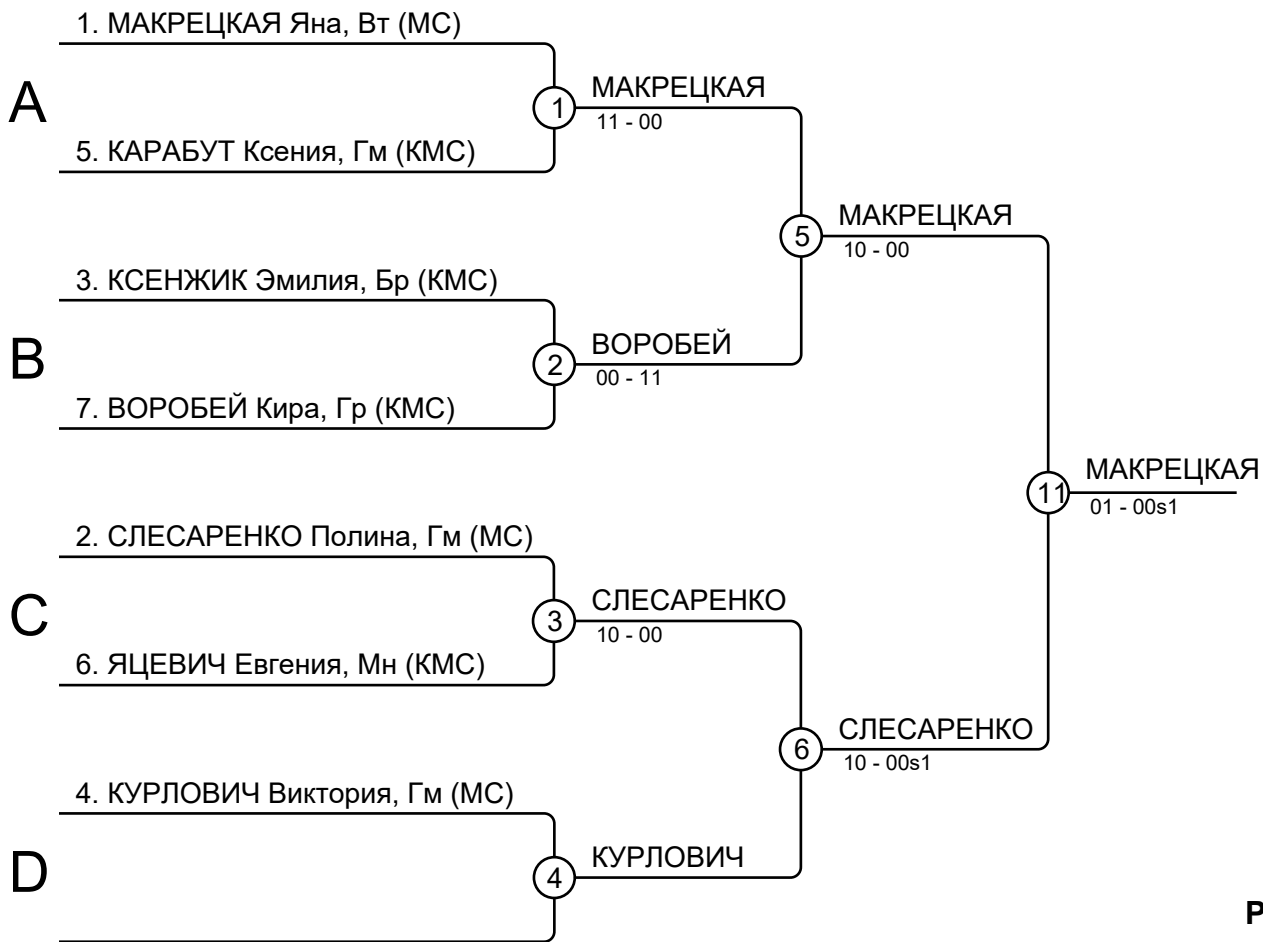 1. МАКРЕЦКАЯ Яна, Вт (МС)
A
1
МАКРЕЦКАЯ
11 - 00
5. КАРАБУТ Ксения, Гм (КМС)
5
МАКРЕЦКАЯ
10 - 00
3. КСЕНЖИК Эмилия, Бр (КМС)
B
2
ВОРОБЕЙ
00 - 11
7. ВОРОБЕЙ Кира, Гр (КМС)
11
МАКРЕЦКАЯ
01 - 00s1
2. СЛЕСАРЕНКО Полина, Гм (МС)
C
3
СЛЕСАРЕНКО
10 - 00
6. ЯЦЕВИЧ Евгения, Мн (КМС)
6
СЛЕСАРЕНКО
10 - 00s1
4. КУРЛОВИЧ Виктория, Гм (МС)
D
4
КУРЛОВИЧ